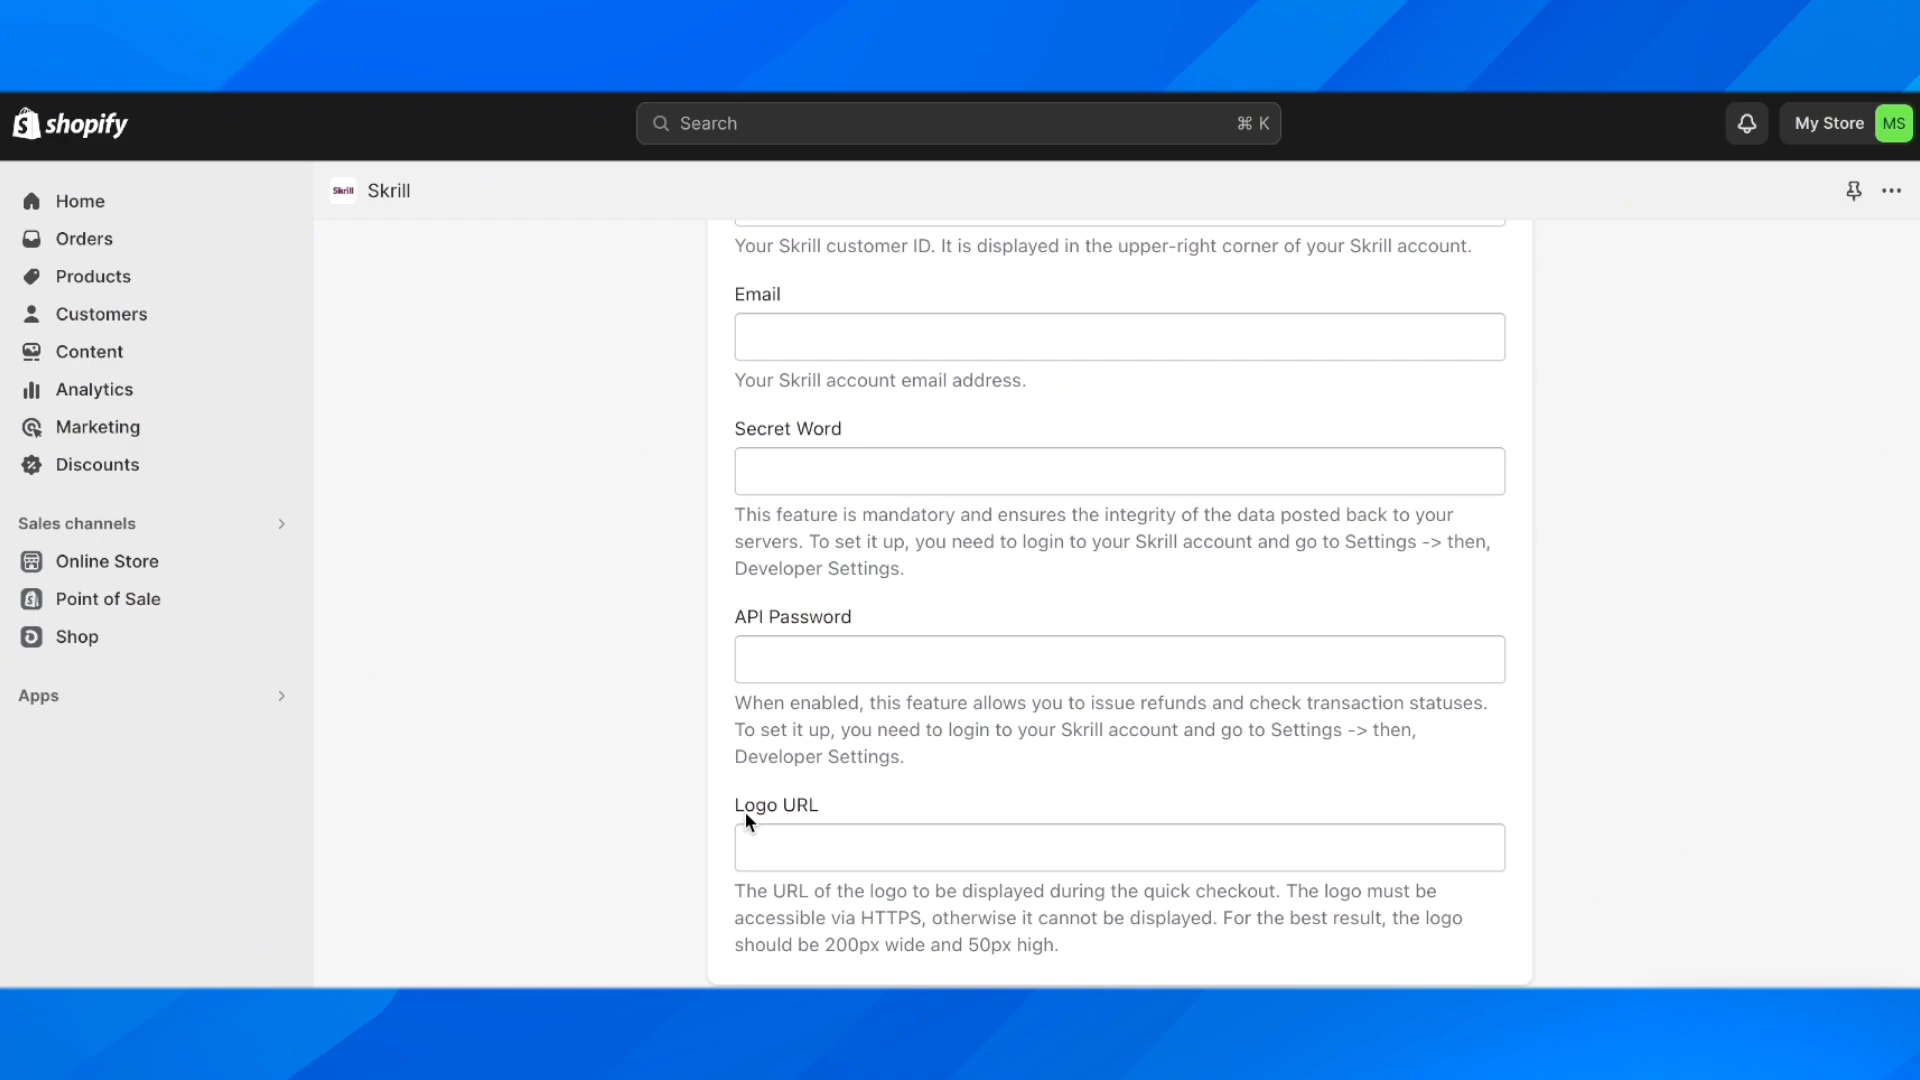 shopify
Search
⌘ K
My Store
MS
Skrill
Skrill
Home
Orders
Products
Customers
Content
Analytics
Marketing
Discounts
Sales channels
Online Store
Point of Sale
Shop
Apps
Your Skrill customer ID. It is displayed in the upper-right corner of your Skrill account.
Email
Your Skrill account email address.
Secret Word
This feature is mandatory and ensures the integrity of the data posted back to your
servers. To set it up, you need to login to your Skrill account and go to Settings -> then,
Developer Settings.
API Password
When enabled, this feature allows you to issue refunds and check transaction statuses.
To set it up, you need to login to your Skrill account and go to Settings -> then,
Developer Settings.
Logo URL
The URL of the logo to be displayed during the quick checkout. The logo must be
accessible via HTTPS, otherwise it cannot be displayed. For the best result, the logo
should be 200px wide and 50px high.